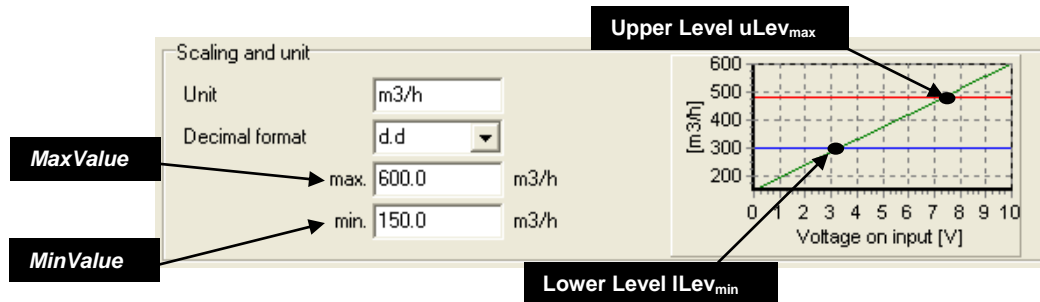 Upper Level uLevmax
Scaling and unit
Unit
m3/h
Decimal format
d.d
MaxValue
max. 600.0 m3/h
min. 150.0 m3/h
MinValue
600
500
400
300
200
[m3/h]
0 1 2 3 4 5 6 7 8 9 10
Voltage on input [V]
Lower Level lLevmin